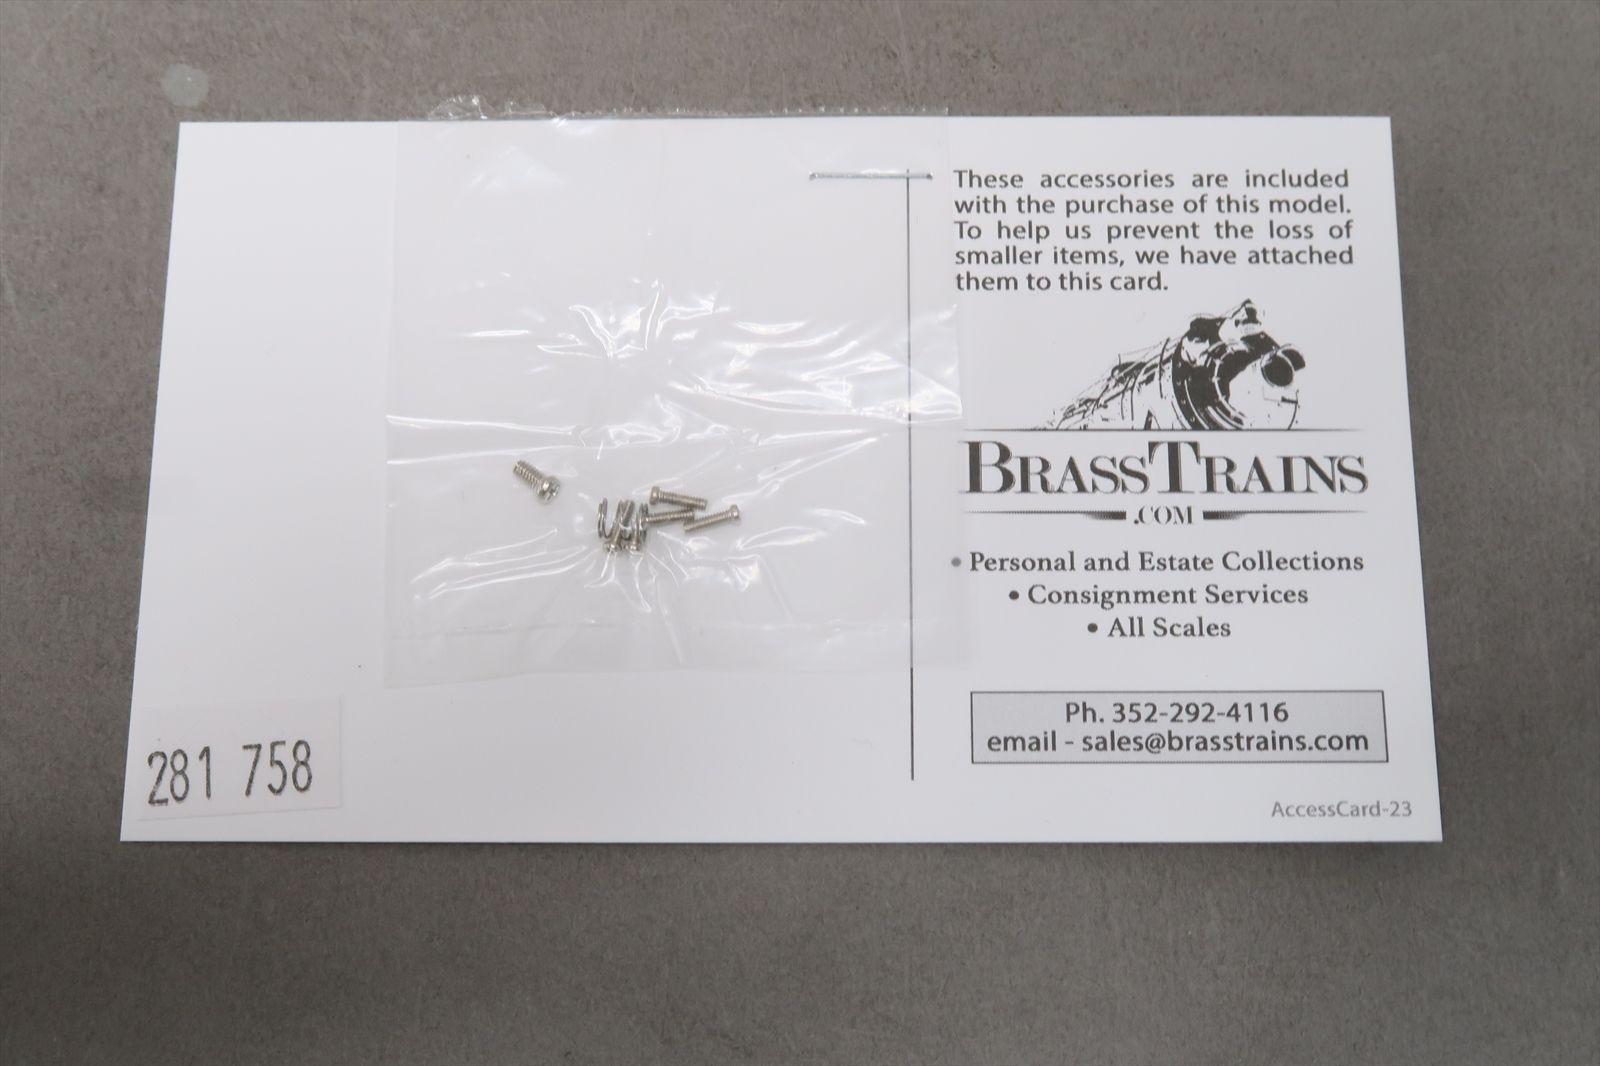 These accessories are included
with the purchase of this model.
To help us prevent the loss of
smaller items, we have attached
them to this card.
BRASSTRAINS
.COM
• Personal and Estate Collections
• Consignment Services
• All Scales
Ph. 352-292-4116
email - sales@brasstrains.com
AccessCard-23
281 758